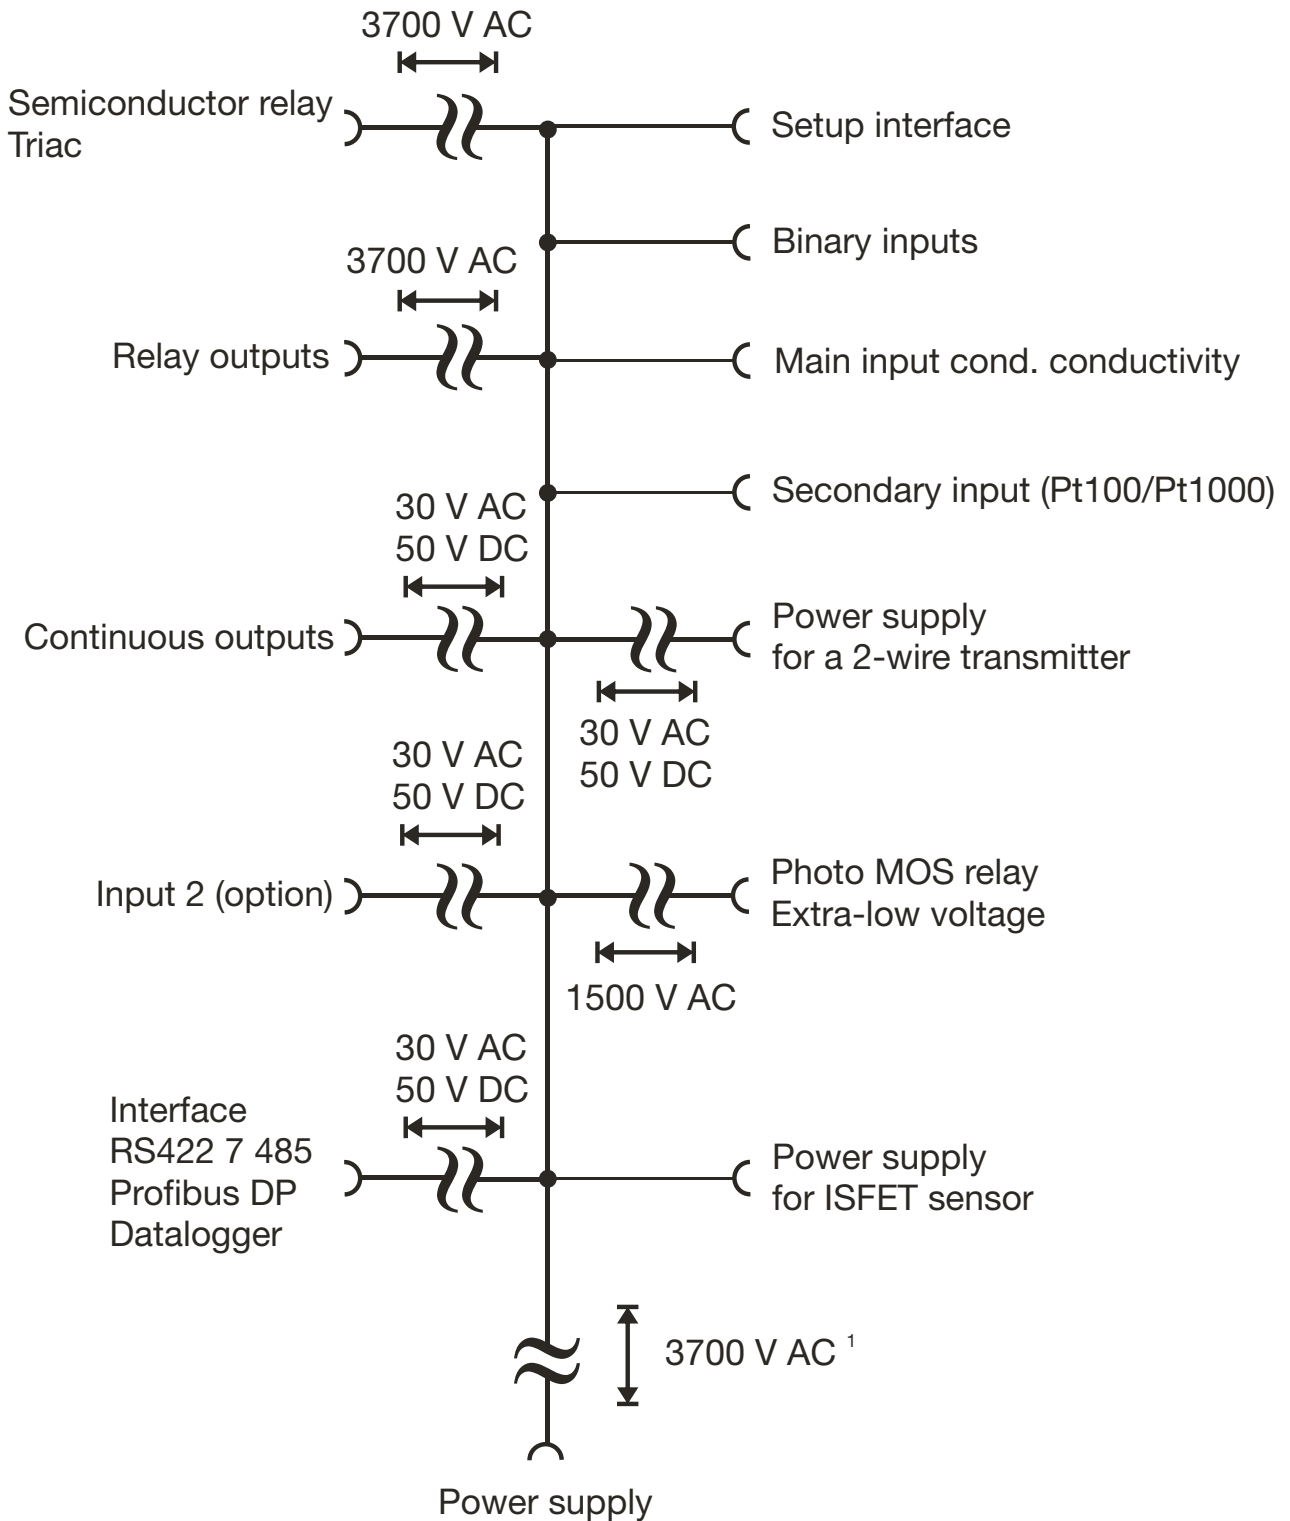 3700 V AC
Semiconductor relay
Triac
Setup interface
Binary inputs
3700 V AC
Relay outputs
Main input cond. conductivity
Secondary input (Pt100/Pt1000)
30 V AC
50 V DC
Continuous outputs
Power supply
for a 2-wire transmitter
30 V AC
50 V DC
30 V AC
50 V DC
Input 2 (option)
Photo MOS relay
Extra-low voltage
1500 V AC
30 V AC
50 V DC
Interface
RS422 7 485
Profibus DP
Datalogger
Power supply
for ISFET sensor
3700 V AC ¹
Power supply